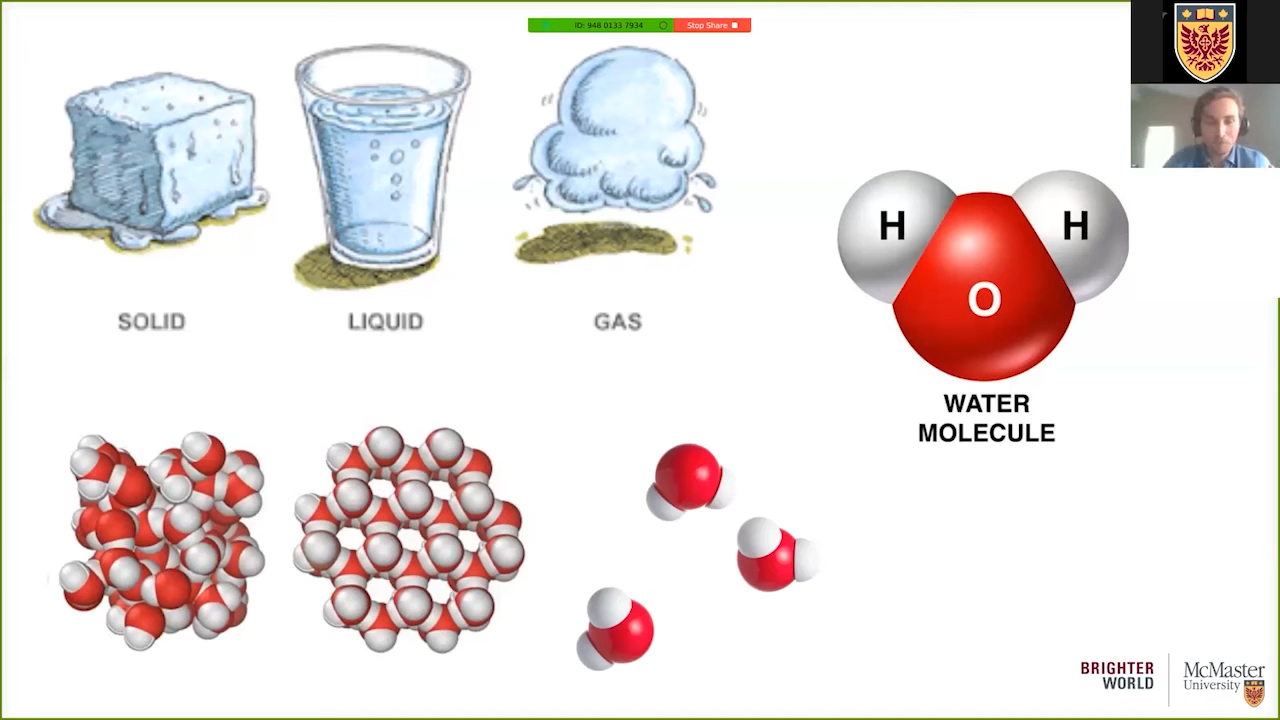 ID: 948 0133 7934
Stop Share
SOLID
LIQUID
GAS
H
H
O
WATER
MOLECULE
BRIGHTER
WORLD
McMaster
University